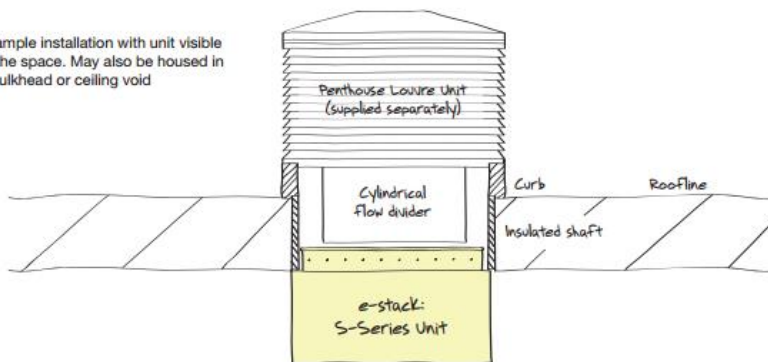 ample installation with unit visible
he space. May also be housed in
ulkhead or ceiling void
Penthouse Louvre Unit
(supplied separately)
Cylindrical
flow divider
Curb
Roofline
Insulated shaft
e-stack:
S-Series Unit